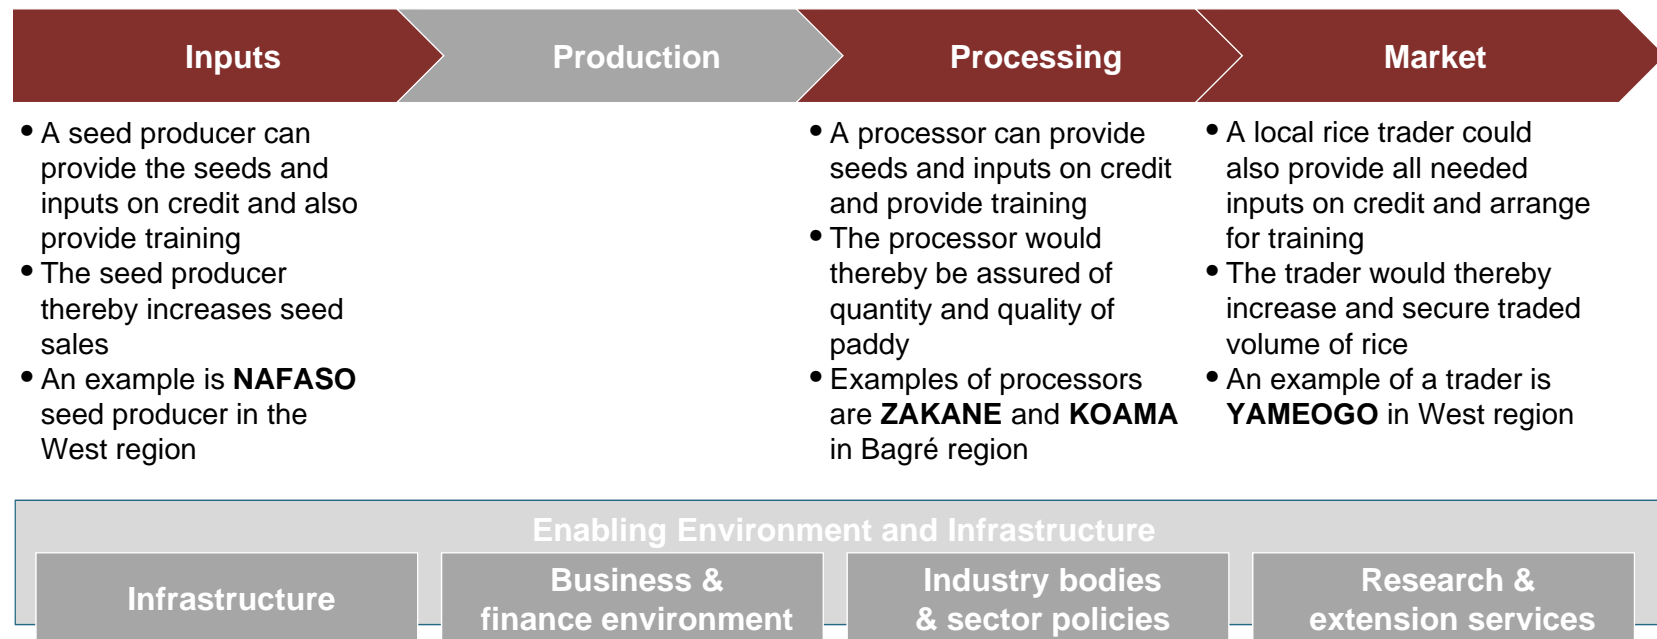 Inputs
Production
Processing
Market
• A seed producer can
provide the seeds and
inputs on credit and also
provide training
• The seed producer
thereby increases seed
sales
• An example is NAFASO
seed producer in the
West region
• A processor can provide
seeds and inputs on credit
and provide training
• The processor would
thereby be assured of
quantity and quality of
paddy
• Examples of processors
are ZAKANE and KOAMA
in Bagré region
• A local rice trader could
also provide all needed
inputs on credit and arrange
for training
• The trader would thereby
increase and secure traded
volume of rice
• An example of a trader is
YAMEOGO in West region
Enabling Environment and Infrastructure
Infrastructure
Business &
finance environment
Industry bodies
& sector policies
Research &
extension services